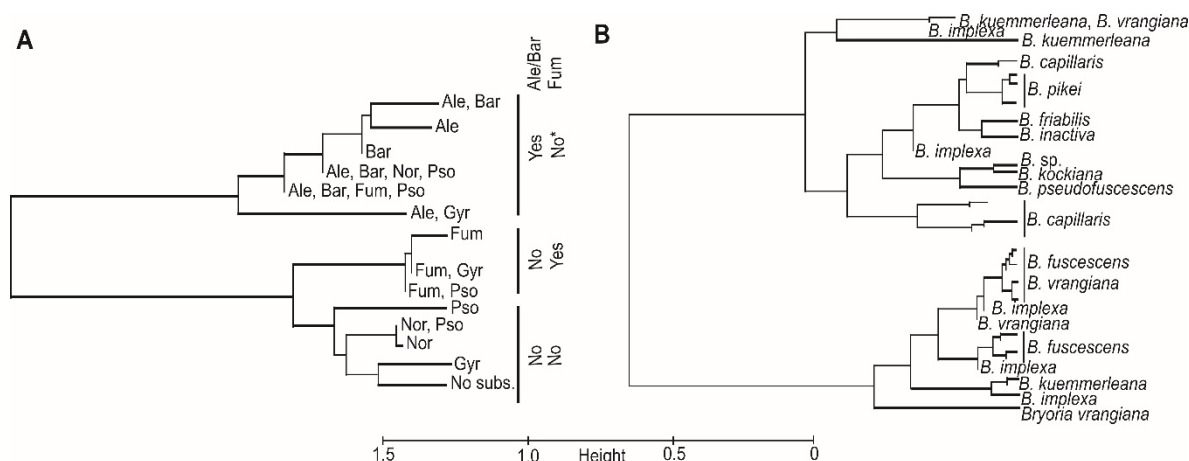 A
Ale/Bar
Fum
Ale, Bar
Ale
Bar
Ale, Bar, Nor, Pso
Ale, Bar, Fum, Pso
Ale, Gyr
Yes
No*
Fum
Fum, Gyr
Fum, Pso
No
Yes
Pso
Nor, Pso
Nor
Gyr
No subs.
No
No
B
B. kuemmerleana, B. vrangiana
B. implexa
B. kuemmerleana
B. capillaris
B. pikei
B. friabilis
B. inactiva
B. implexa
B. sp.
B. kockiana
B. pseudofuscescens
B. capillaris
B. fuscescens
B. vrangiana
B. implexa
B. vrangiana
B. fuscescens
B. implexa
B. kuemmerleana
B. implexa
Bryoria vrangiana
1.5 1.0 0.5 0
Height